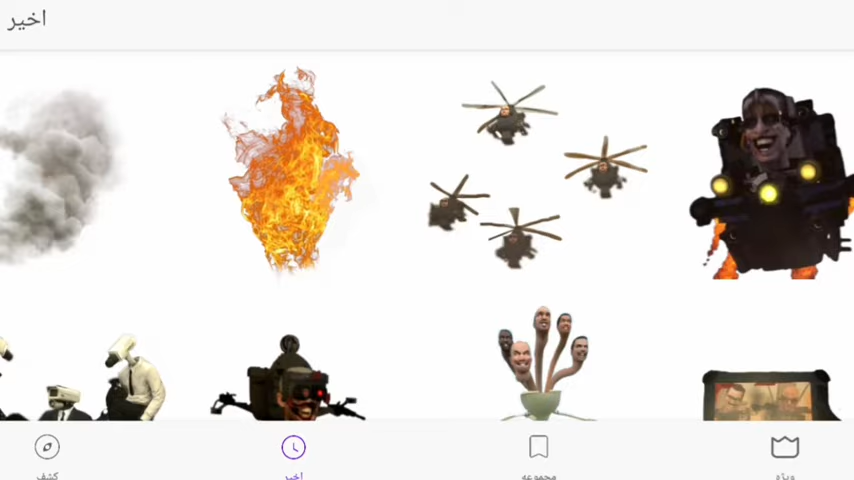 اخیر
ویژه
مجموعه
اخیر
کشف